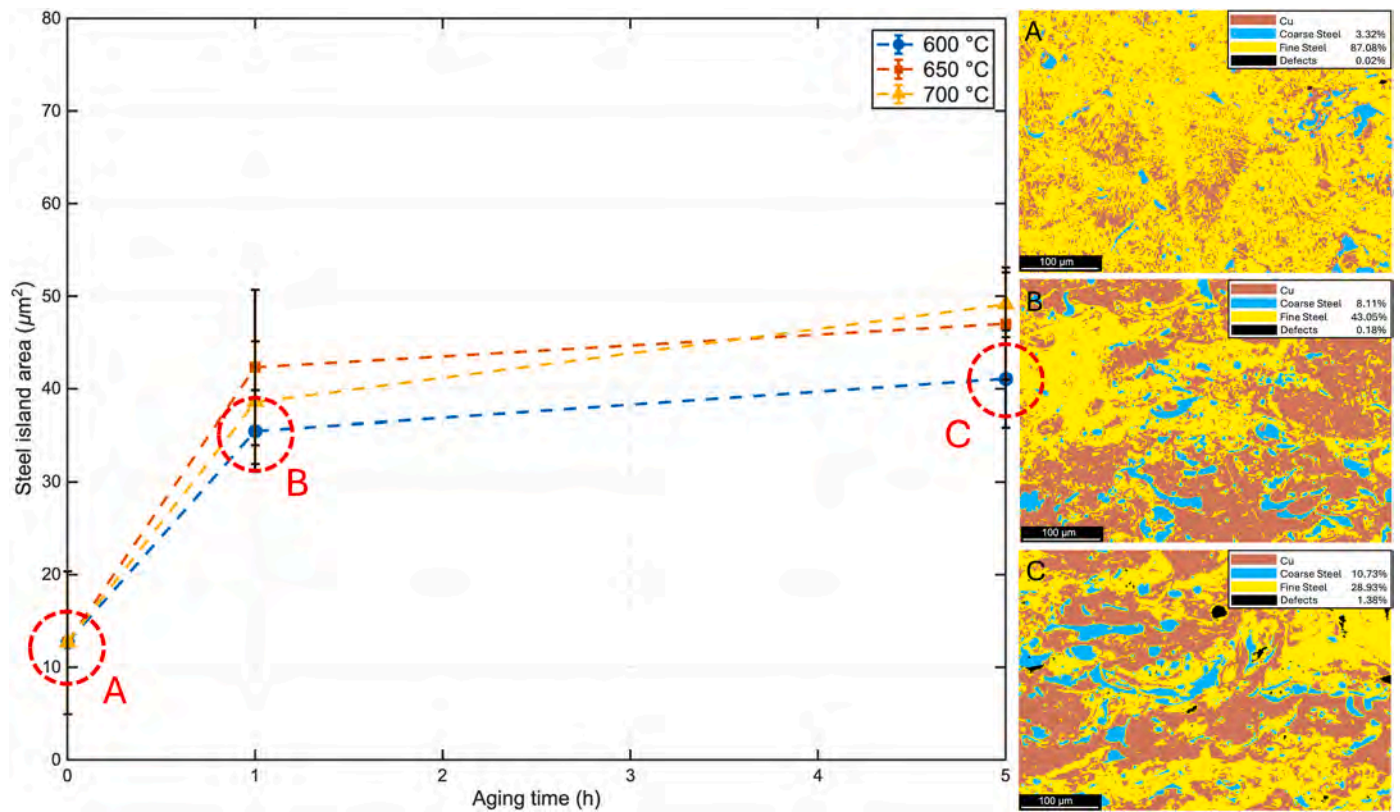 80
70
60
50
40
30
20
10
0
Steel island area (μm²)
0 1 2 3 4 5
Aging time (h)
600 °C
650 °C
700 °C
A
B
C
A
Cu
Coarse Steel 3.32%
Fine Steel 87.08%
Defects 0.02%
100 μm
B
Cu
Coarse Steel 8.11%
Fine Steel 43.05%
Defects 0.18%
100 μm
C
Cu
Coarse Steel 10.73%
Fine Steel 28.93%
Defects 1.38%
100 μm